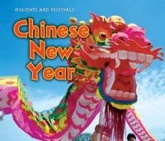 HOLIDAYS AND FESTIVALS
Chinese
New
Year